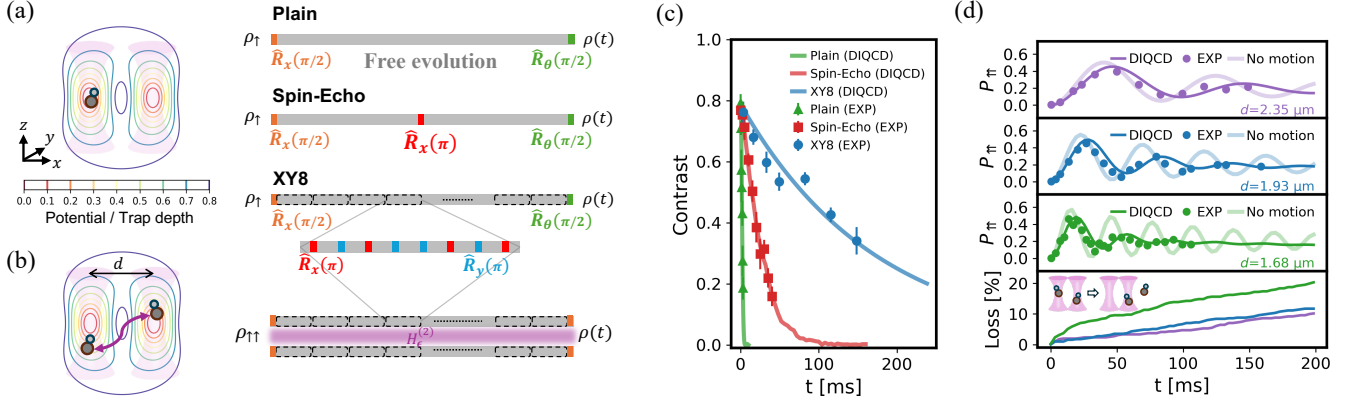 (a)
z
y
x
0.0 0.1 0.2 0.3 0.4 0.5 0.6 0.7 0.8
Potential / Trap depth
(b)
d
Plain
ρ↑
ρ(t)
R̂x(π/2)
Free evolution
R̂θ(π/2)
Spin-Echo
ρ↑
ρ(t)
R̂x(π/2)
R̂x(π)
R̂θ(π/2)
XY8
ρ↑
ρ(t)
R̂x(π/2)
R̂θ(π/2)
R̂x(π)
R̂y(π)
ρ↑↑
Hc(2)
ρ(t)
(c)
Contrast
1.0
0.8
0.6
0.4
0.2
0.0
Plain (DIQCD)
Spin-Echo (DIQCD)
XY8 (DIQCD)
Plain (EXP)
Spin-Echo (EXP)
XY8 (EXP)
0 100 200
t [ms]
(d)
P⇈
0.6
0.4
0.2
0.0
DIQCD EXP No motion
d=2.35 μm
P⇈
0.6
0.4
0.2
0.0
DIQCD EXP No motion
d=1.93 μm
P⇈
0.6
0.4
0.2
0.0
DIQCD EXP No motion
d=1.68 μm
Loss [%]
20
10
0
0 50 100 150 200
t [ms]